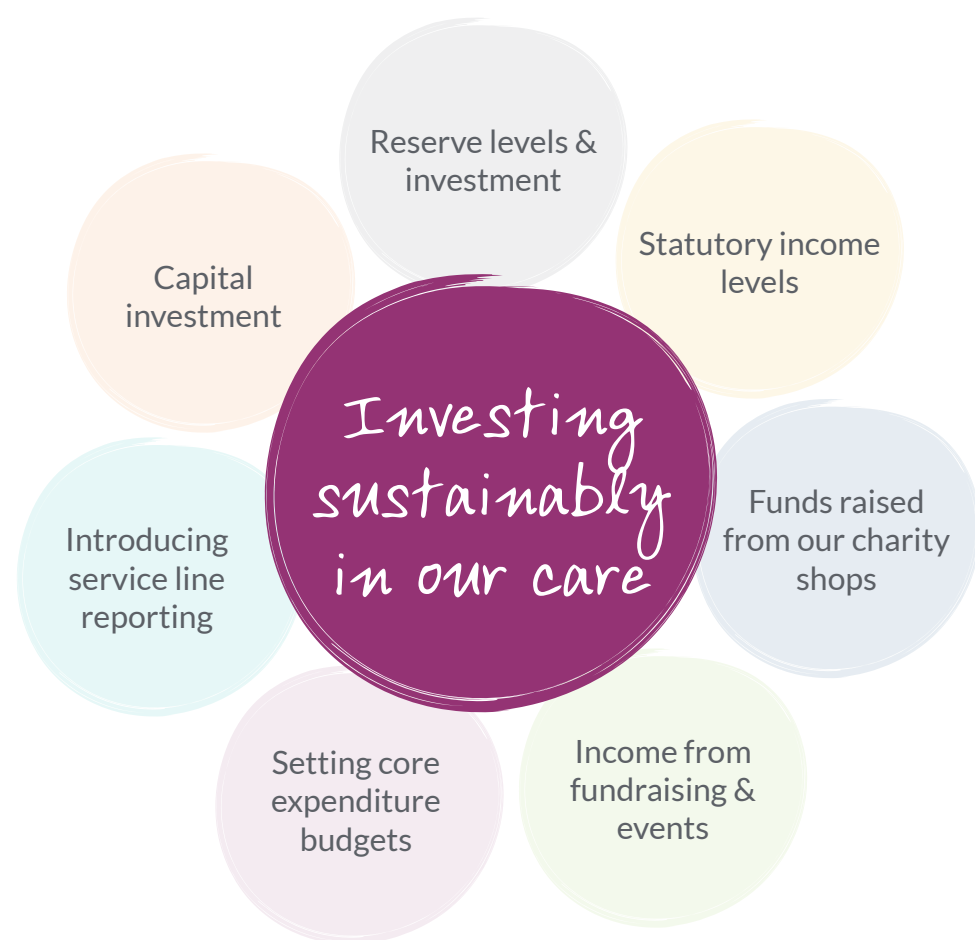 Reserve levels &
investment
Statutory income
levels
Capital
investment
Investing
sustainably
in our care
Funds raised
from our charity
shops
Introducing
service line
reporting
Income from
fundraising &
events
Setting core
expenditure
budgets